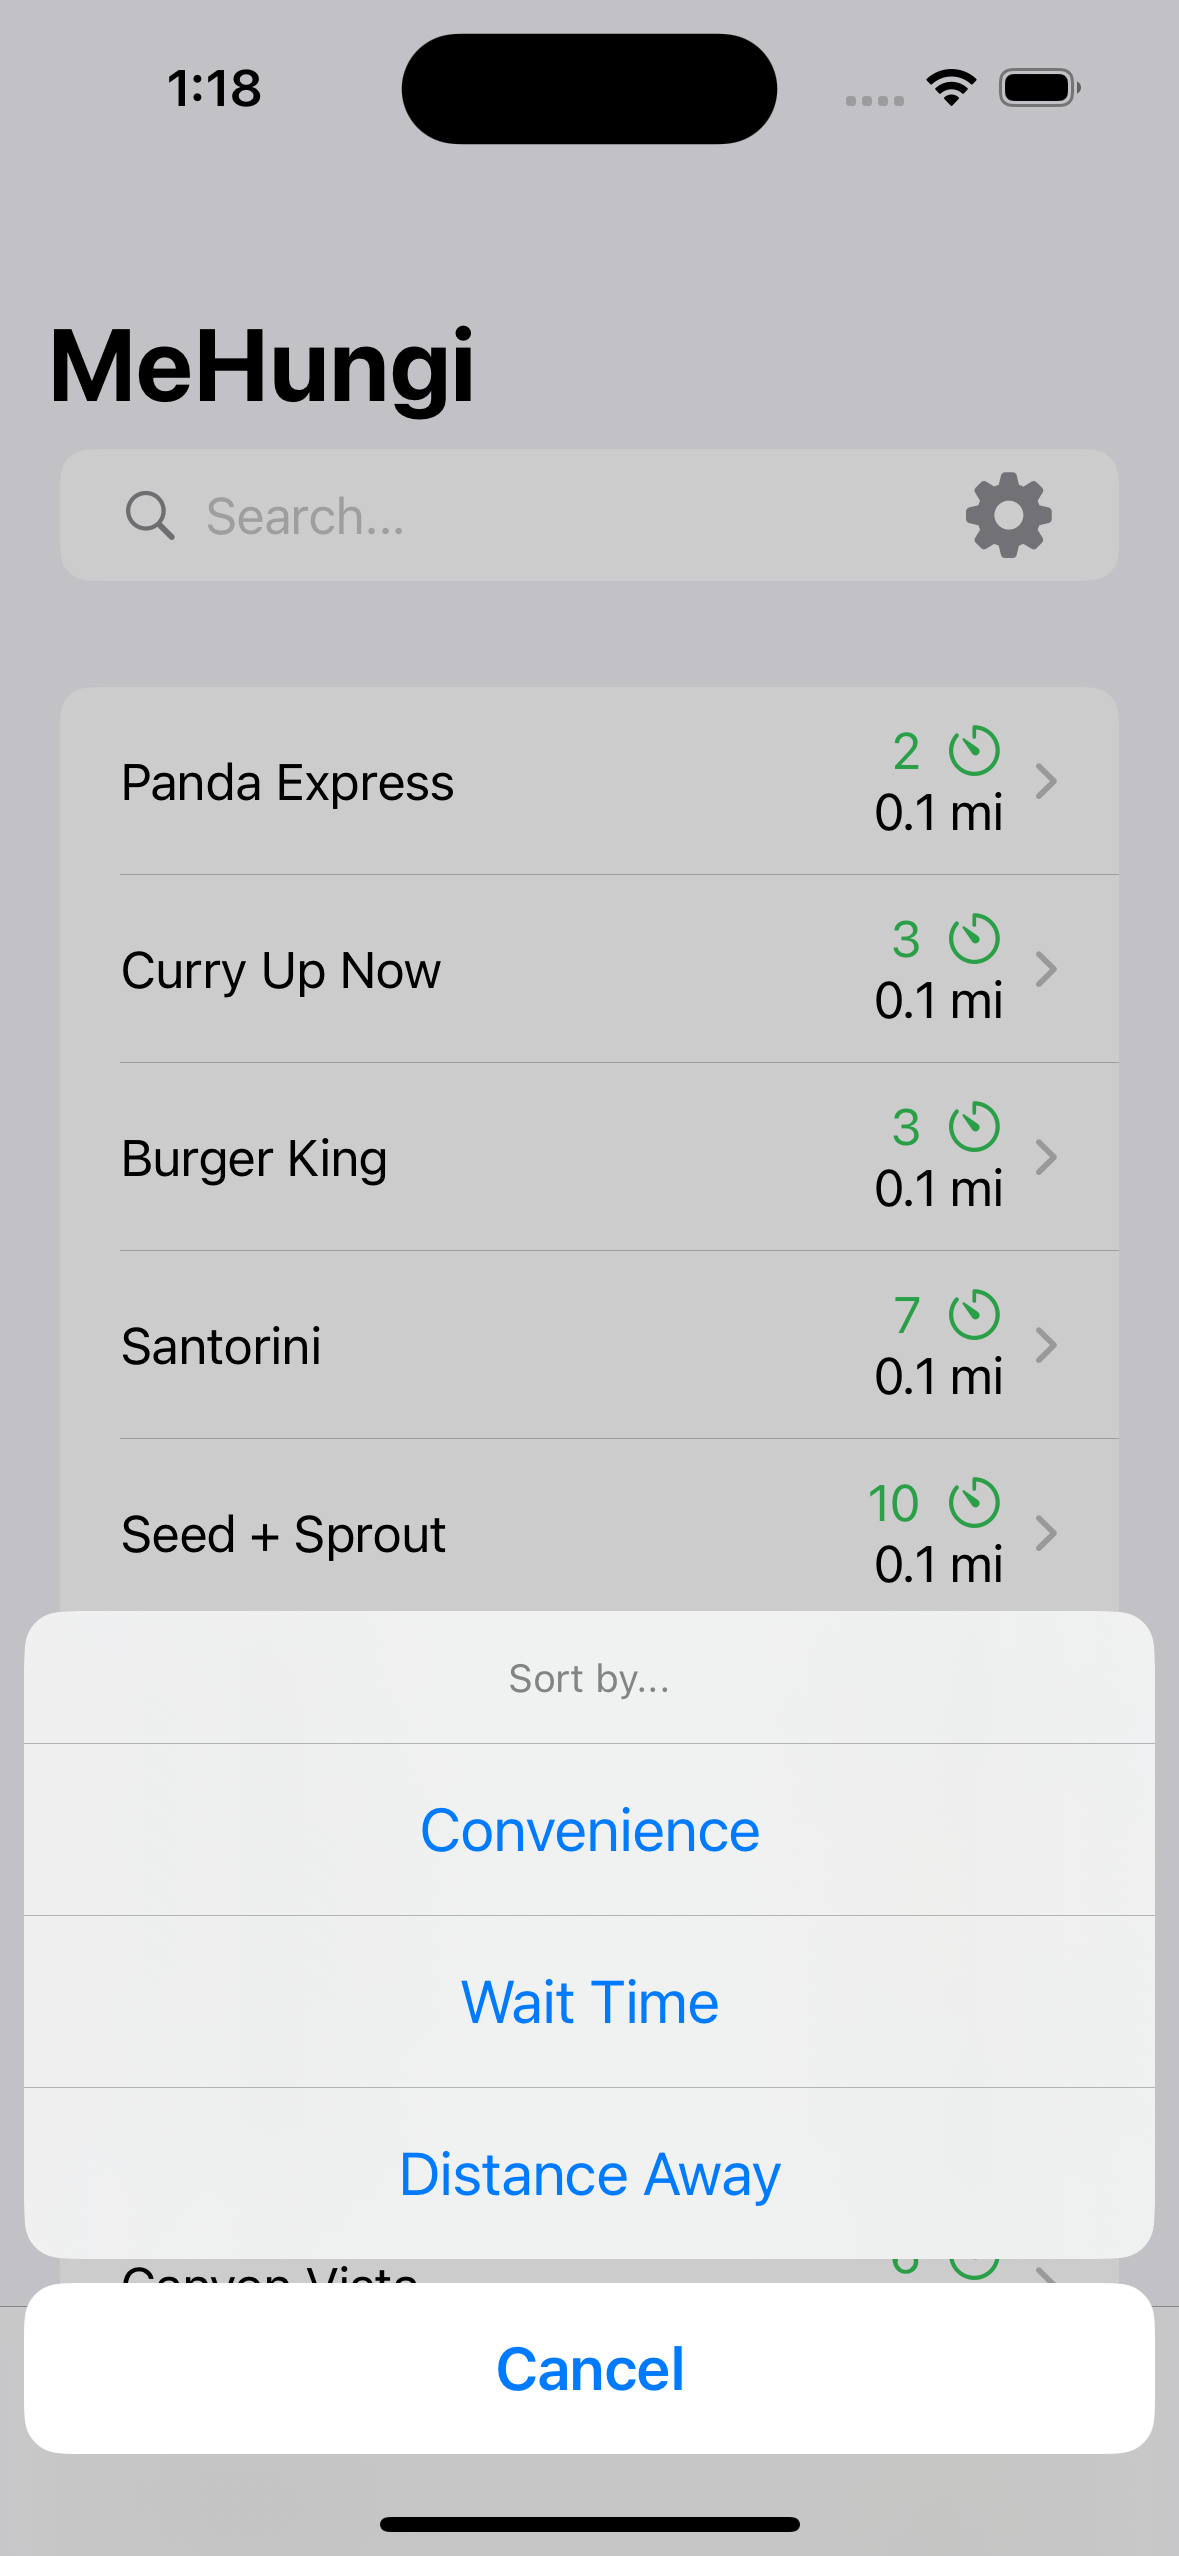 1:18
MeHungi
Search...
Panda Express
2
0.1 mi
Curry Up Now
3
0.1 mi
Burger King
3
0.1 mi
Santorini
7
0.1 mi
Seed + Sprout
10
0.1 mi
Sort by...
Convenience
Wait Time
Distance Away
Canyon Vista
Cancel